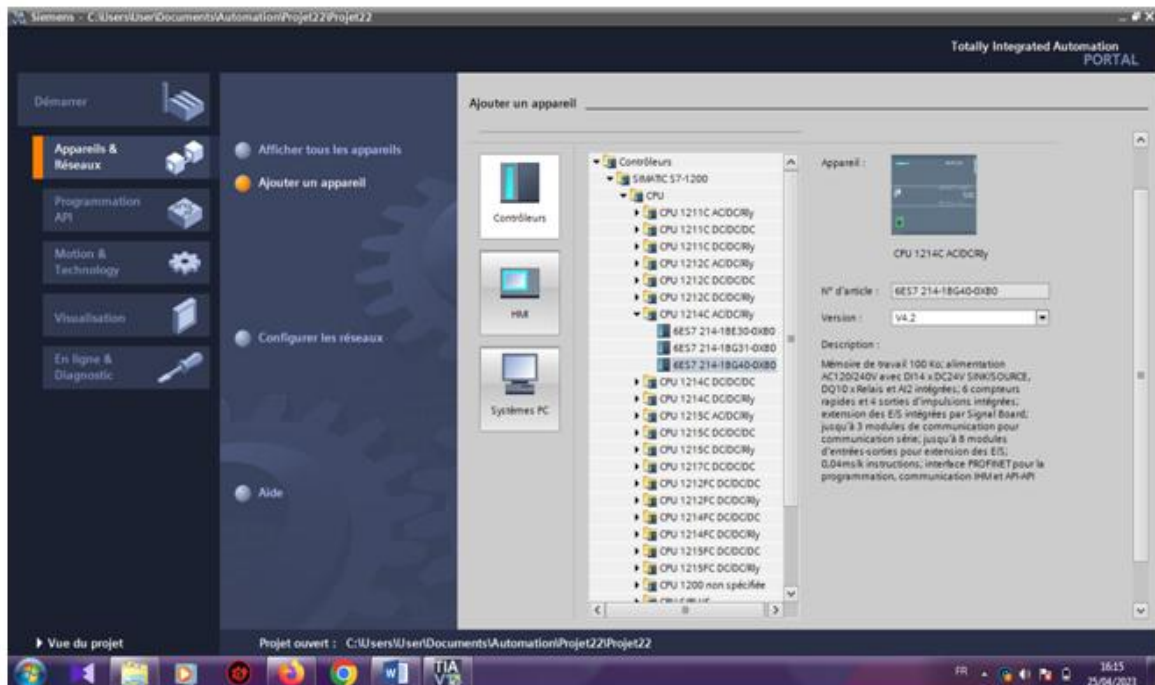 Siemens - C:\Users\User\Documents\Automation\Projet22\Projet22
Totally Integrated Automation
PORTAL
Démarrer
Appareils &
Réseaux
Programmation
API
Motion &
Technology
Visualisation
En ligne &
Diagnostic
Afficher tous les appareils
Ajouter un appareil
Configurer les réseaux
Aide
Ajouter un appareil
Contrôleurs
HMI
Systèmes PC
Contrôleurs
SIMATIC S7-1200
CPU
CPU 1211C AC/DC/Rly
CPU 1211C DC/DC/DC
CPU 1211C DC/DC/Rly
CPU 1212C AC/DC/Rly
CPU 1212C DC/DC/DC
CPU 1212C DC/DC/Rly
CPU 1214C AC/DC/Rly
6ES7 214-1BE30-0XB0
6ES7 214-1BG31-0XB0
6ES7 214-1BG40-0XB0
CPU 1214C DC/DC/DC
CPU 1214C DC/DC/Rly
CPU 1215C AC/DC/Rly
CPU 1215C DC/DC/DC
CPU 1215C DC/DC/Rly
CPU 1217C DC/DC/DC
CPU 1212FC DC/DC/DC
CPU 1212FC DC/DC/Rly
CPU 1214FC DC/DC/DC
CPU 1214FC DC/DC/Rly
CPU 1215FC DC/DC/DC
CPU 1215FC DC/DC/Rly
CPU 1200 non spécifiée
Appareil :
CPU 1214C AC/DC/Rly
N° d'article : 6ES7 214-1BG40-0XB0
Version : V4.2
Description :
Mémoire de travail 100 Ko; alimentation
AC120/240V avec DI14 x DC24V SINK/SOURCE,
DQ10 x Relais et AI2 intégrées; 6 compteurs
rapides et 4 sorties d'impulsions intégrées;
extension des E/S intégrées par Signal Board;
jusqu'à 3 modules de communication pour
communication série; jusqu'à 8 modules
d'entrées-sorties pour extension des E/S;
0,04ms/k instructions; interface PROFINET pour la
programmation, communication IHM et API-API
Vue du projet
Projet ouvert : C:\Users\User\Documents\Automation\Projet22\Projet22
TIA
FR
16:15
25/04/2023